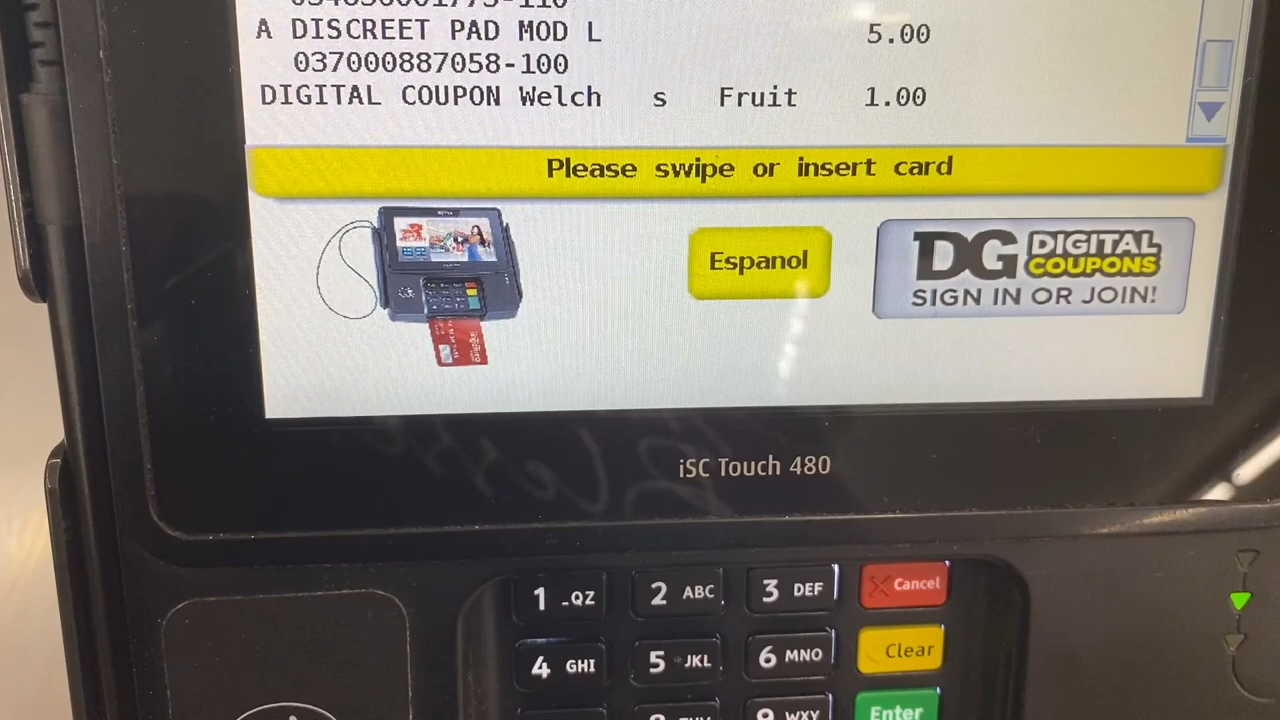 A DISCREET PAD MOD L 5.00
037000887058-100
DIGITAL COUPON Welch s Fruit 1.00
Please swipe or insert card
Espanol
DG DIGITAL COUPONS
SIGN IN OR JOIN!
iSC Touch 480
1 -QZ 2 ABC 3 DEF Cancel
4 GHI 5 JKL 6 MNO Clear
Enter